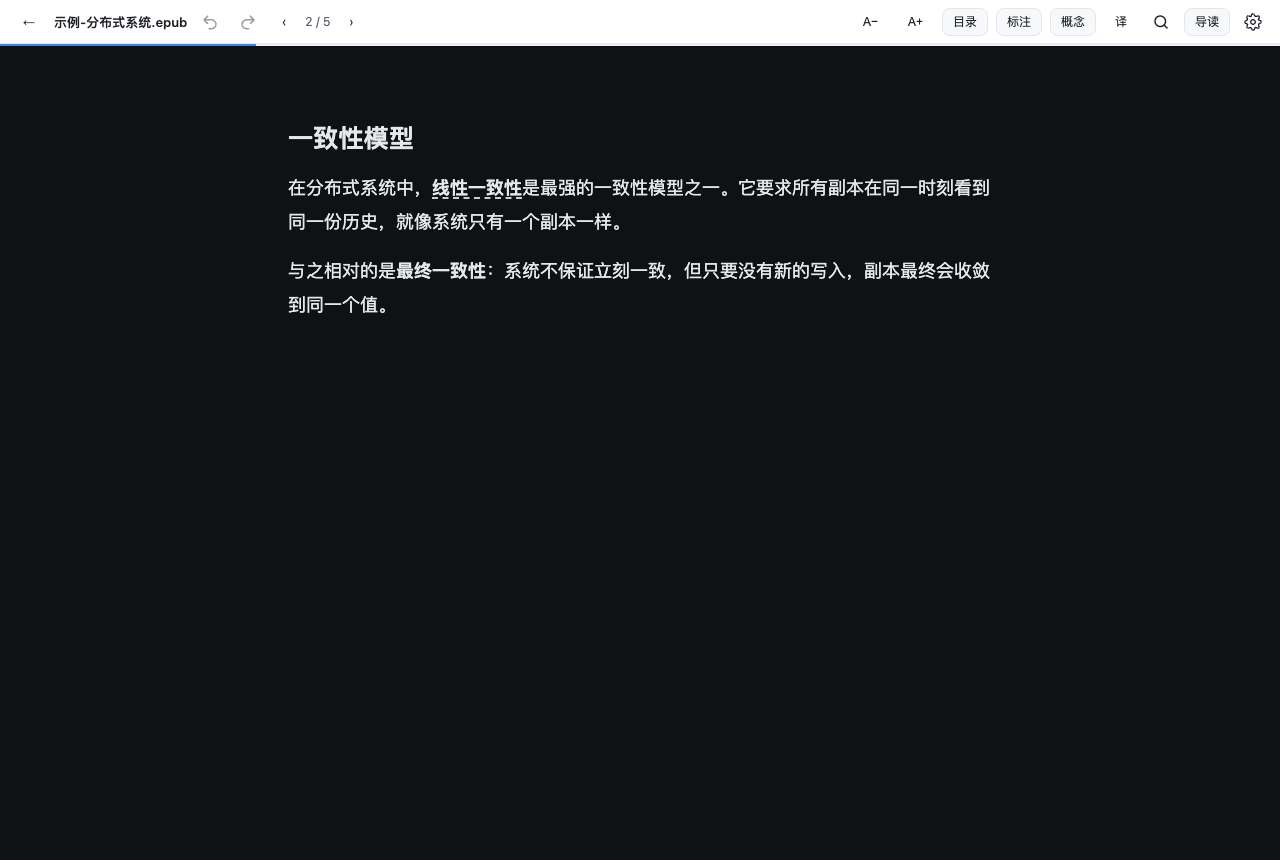 ← 示例-分布式系统.epub ‹ 2 / 5 › A− A+ 目录 标注 概念 译 导读
一致性模型
在分布式系统中，线性一致性是最强的一致性模型之一。它要求所有副本在同一时刻看到
同一份历史，就像系统只有一个副本一样。
与之相对的是最终一致性：系统不保证立刻一致，但只要没有新的写入，副本最终会收敛
到同一个值。